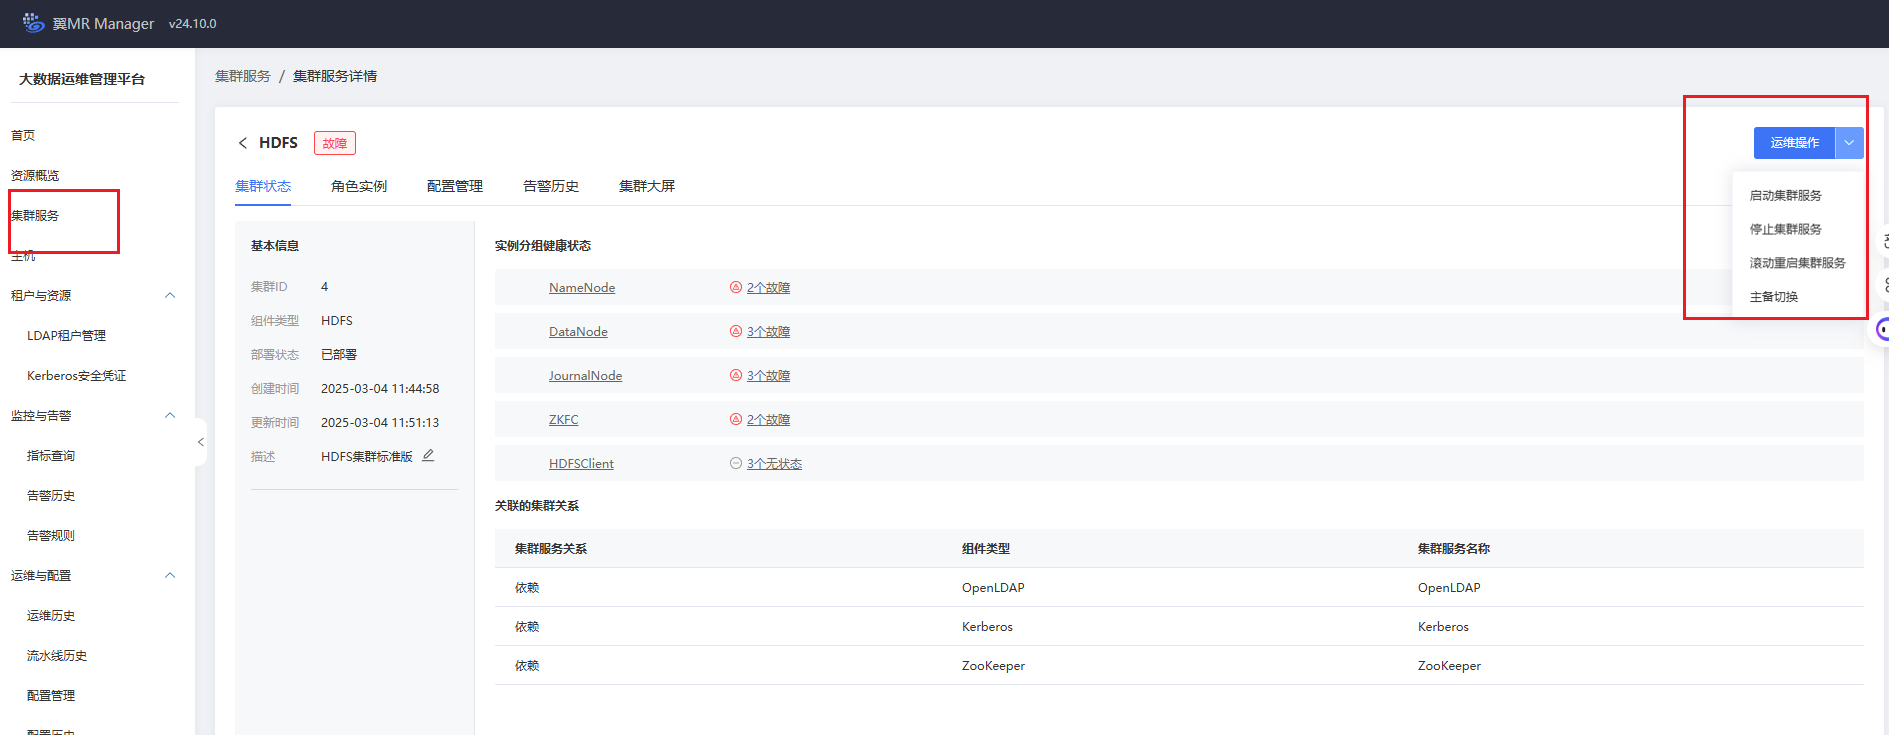 翼MR Manager v24.10.0
大数据运维管理平台
首页
资源概览
集群服务
主机
租户与资源
LDAP租户管理
Kerberos安全凭证
监控与告警
指标查询
告警历史
告警规则
运维与配置
运维历史
流水线历史
配置管理
配置历史
集群服务 / 集群服务详情
HDFS 故障
运维操作
启动集群服务
停止集群服务
滚动重启集群服务
主备切换
集群状态 角色实例 配置管理 告警历史 集群大屏
基本信息
集群ID 4
组件类型 HDFS
部署状态 已部署
创建时间 2025-03-04 11:44:58
更新时间 2025-03-04 11:51:13
描述 HDFS集群标准版
实例分组健康状态
NameNode 2个故障
DataNode 3个故障
JournalNode 3个故障
ZKFC 2个故障
HDFSClient 3个无状态
关联的集群关系
集群服务关系 组件类型 集群服务名称
依赖 OpenLDAP OpenLDAP
依赖 Kerberos Kerberos
依赖 ZooKeeper ZooKeeper